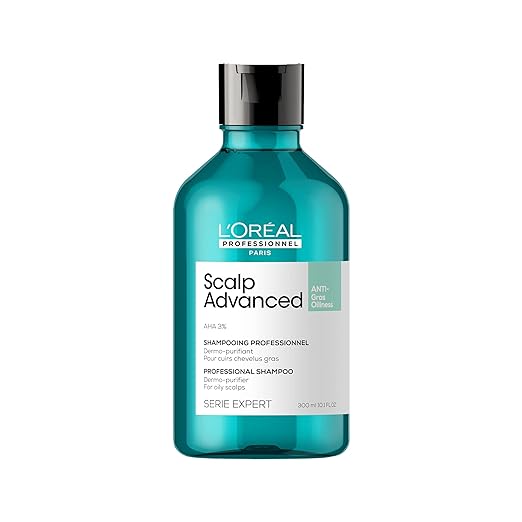 L'ORÉAL
PROFESSIONNEL
PARIS
Scalp
Advanced
ANTI-
Gras
Oiliness
AHA 3%
SHAMPOOING PROFESSIONNEL
Dermo-purifiant
Pour cuirs chevelus gras
PROFESSIONAL SHAMPOO
Dermo-purifier
For oily scalps
SERIE EXPERT
300 ml 10.1 FL.OZ